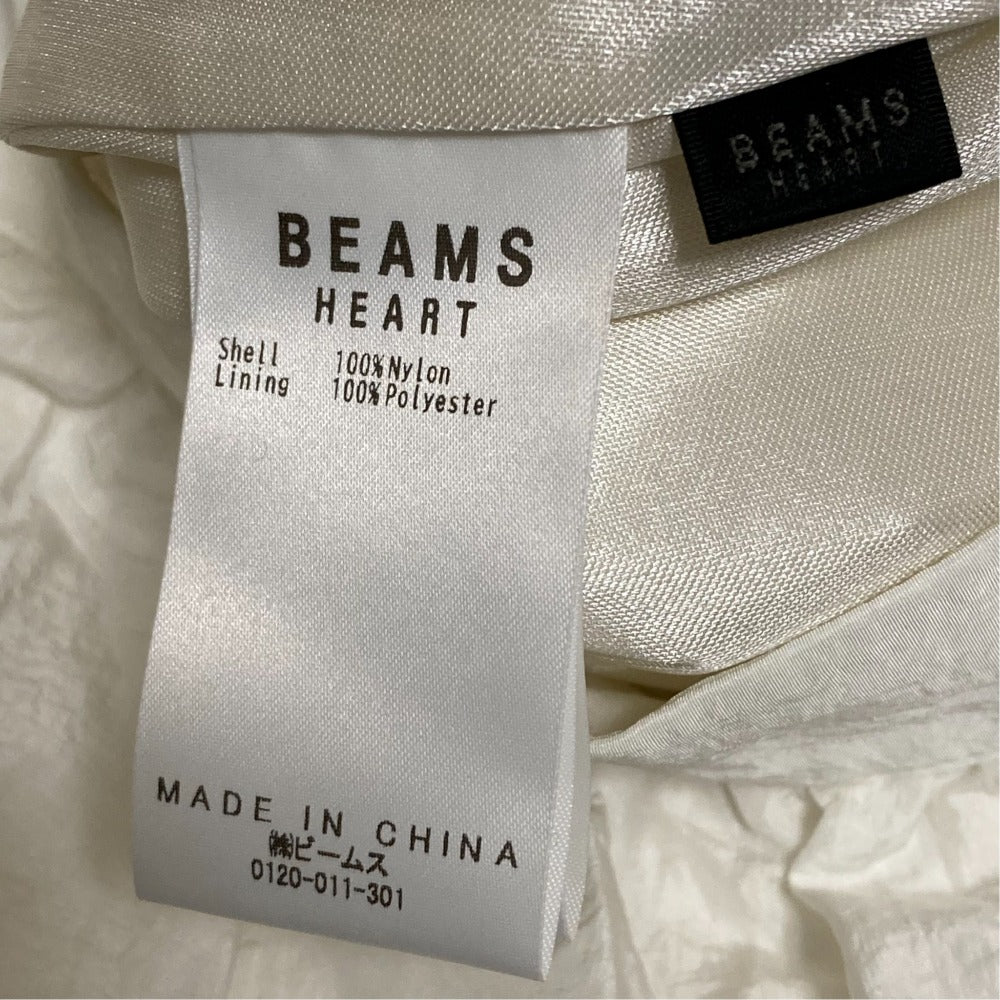 BEAMS
HEART
BEAMS
HEART
Shell 100%Nylon
Lining 100%Polyester
MADE IN CHINA
㈱ビームス
0120-011-301